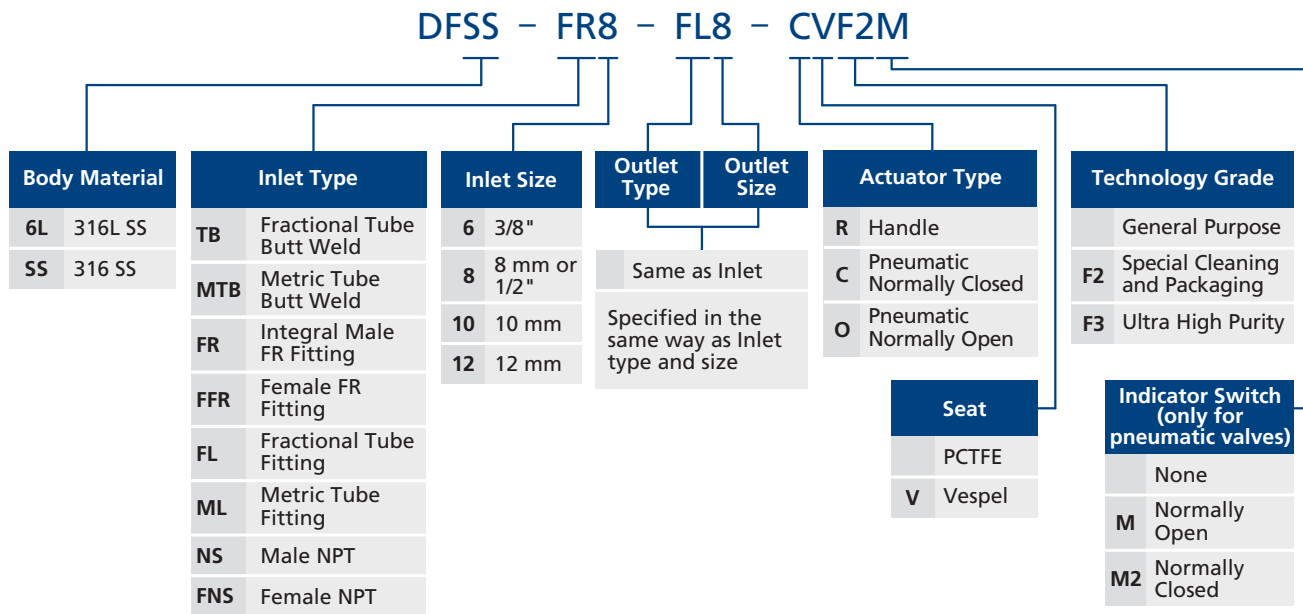 DFSS – FR8 – FL8 – CVF2M
Body Material
6L 316L SS
SS 316 SS
Inlet Type
TB Fractional Tube
Butt Weld
MTB Metric Tube
Butt Weld
FR Integral Male
FR Fitting
FFR Female FR
Fitting
FL Fractional Tube
Fitting
ML Metric Tube
Fitting
NS Male NPT
FNS Female NPT
Inlet Size
6 3/8"
8 8 mm or
1/2"
10 10 mm
12 12 mm
Outlet
Type
Outlet
Size
Same as Inlet
Specified in the
same way as Inlet
type and size
Actuator Type
R Handle
C Pneumatic
Normally Closed
O Pneumatic
Normally Open
Seat
PCTFE
V Vespel
Technology Grade
General Purpose
F2 Special Cleaning
and Packaging
F3 Ultra High Purity
Indicator Switch
(only for
pneumatic valves)
None
M Normally
Open
M2 Normally
Closed